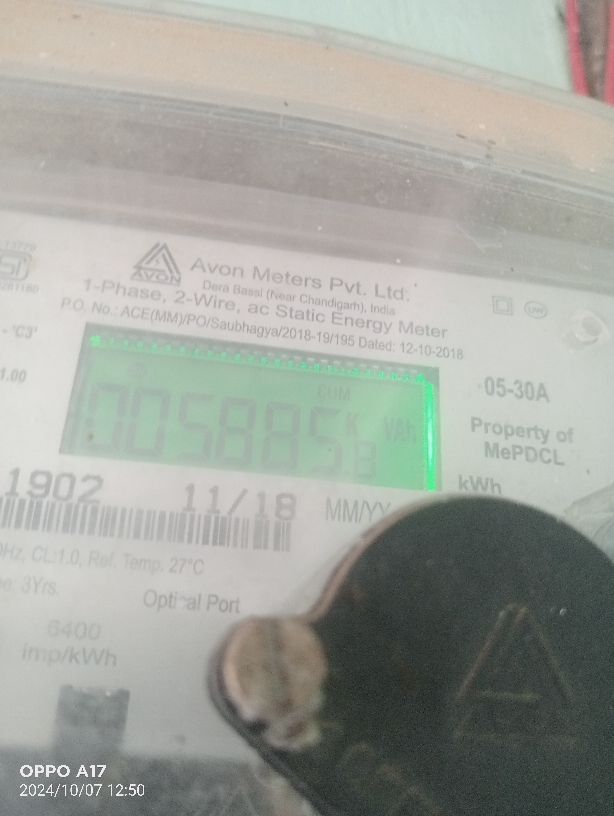 AVON
Avon Meters Pvt. Ltd.
Dera Bassi (Near Chandigarh), India
1-Phase, 2-Wire, ac Static Energy Meter
P.O. No.: ACE(MM)/PO/Saubhagya/2018-19/195 Dated: 12-10-2018
'C3'
1.00
05-30A
CUM
005885.8
K VAh
Property of
MePDCL
kWh
1902 11/18 MM/YY
Hz, CL:1.0, Ref. Temp. 27°C
3Yrs
Optical Port
6400
imp/kWh
OPPO A17
2024/10/07 12:50